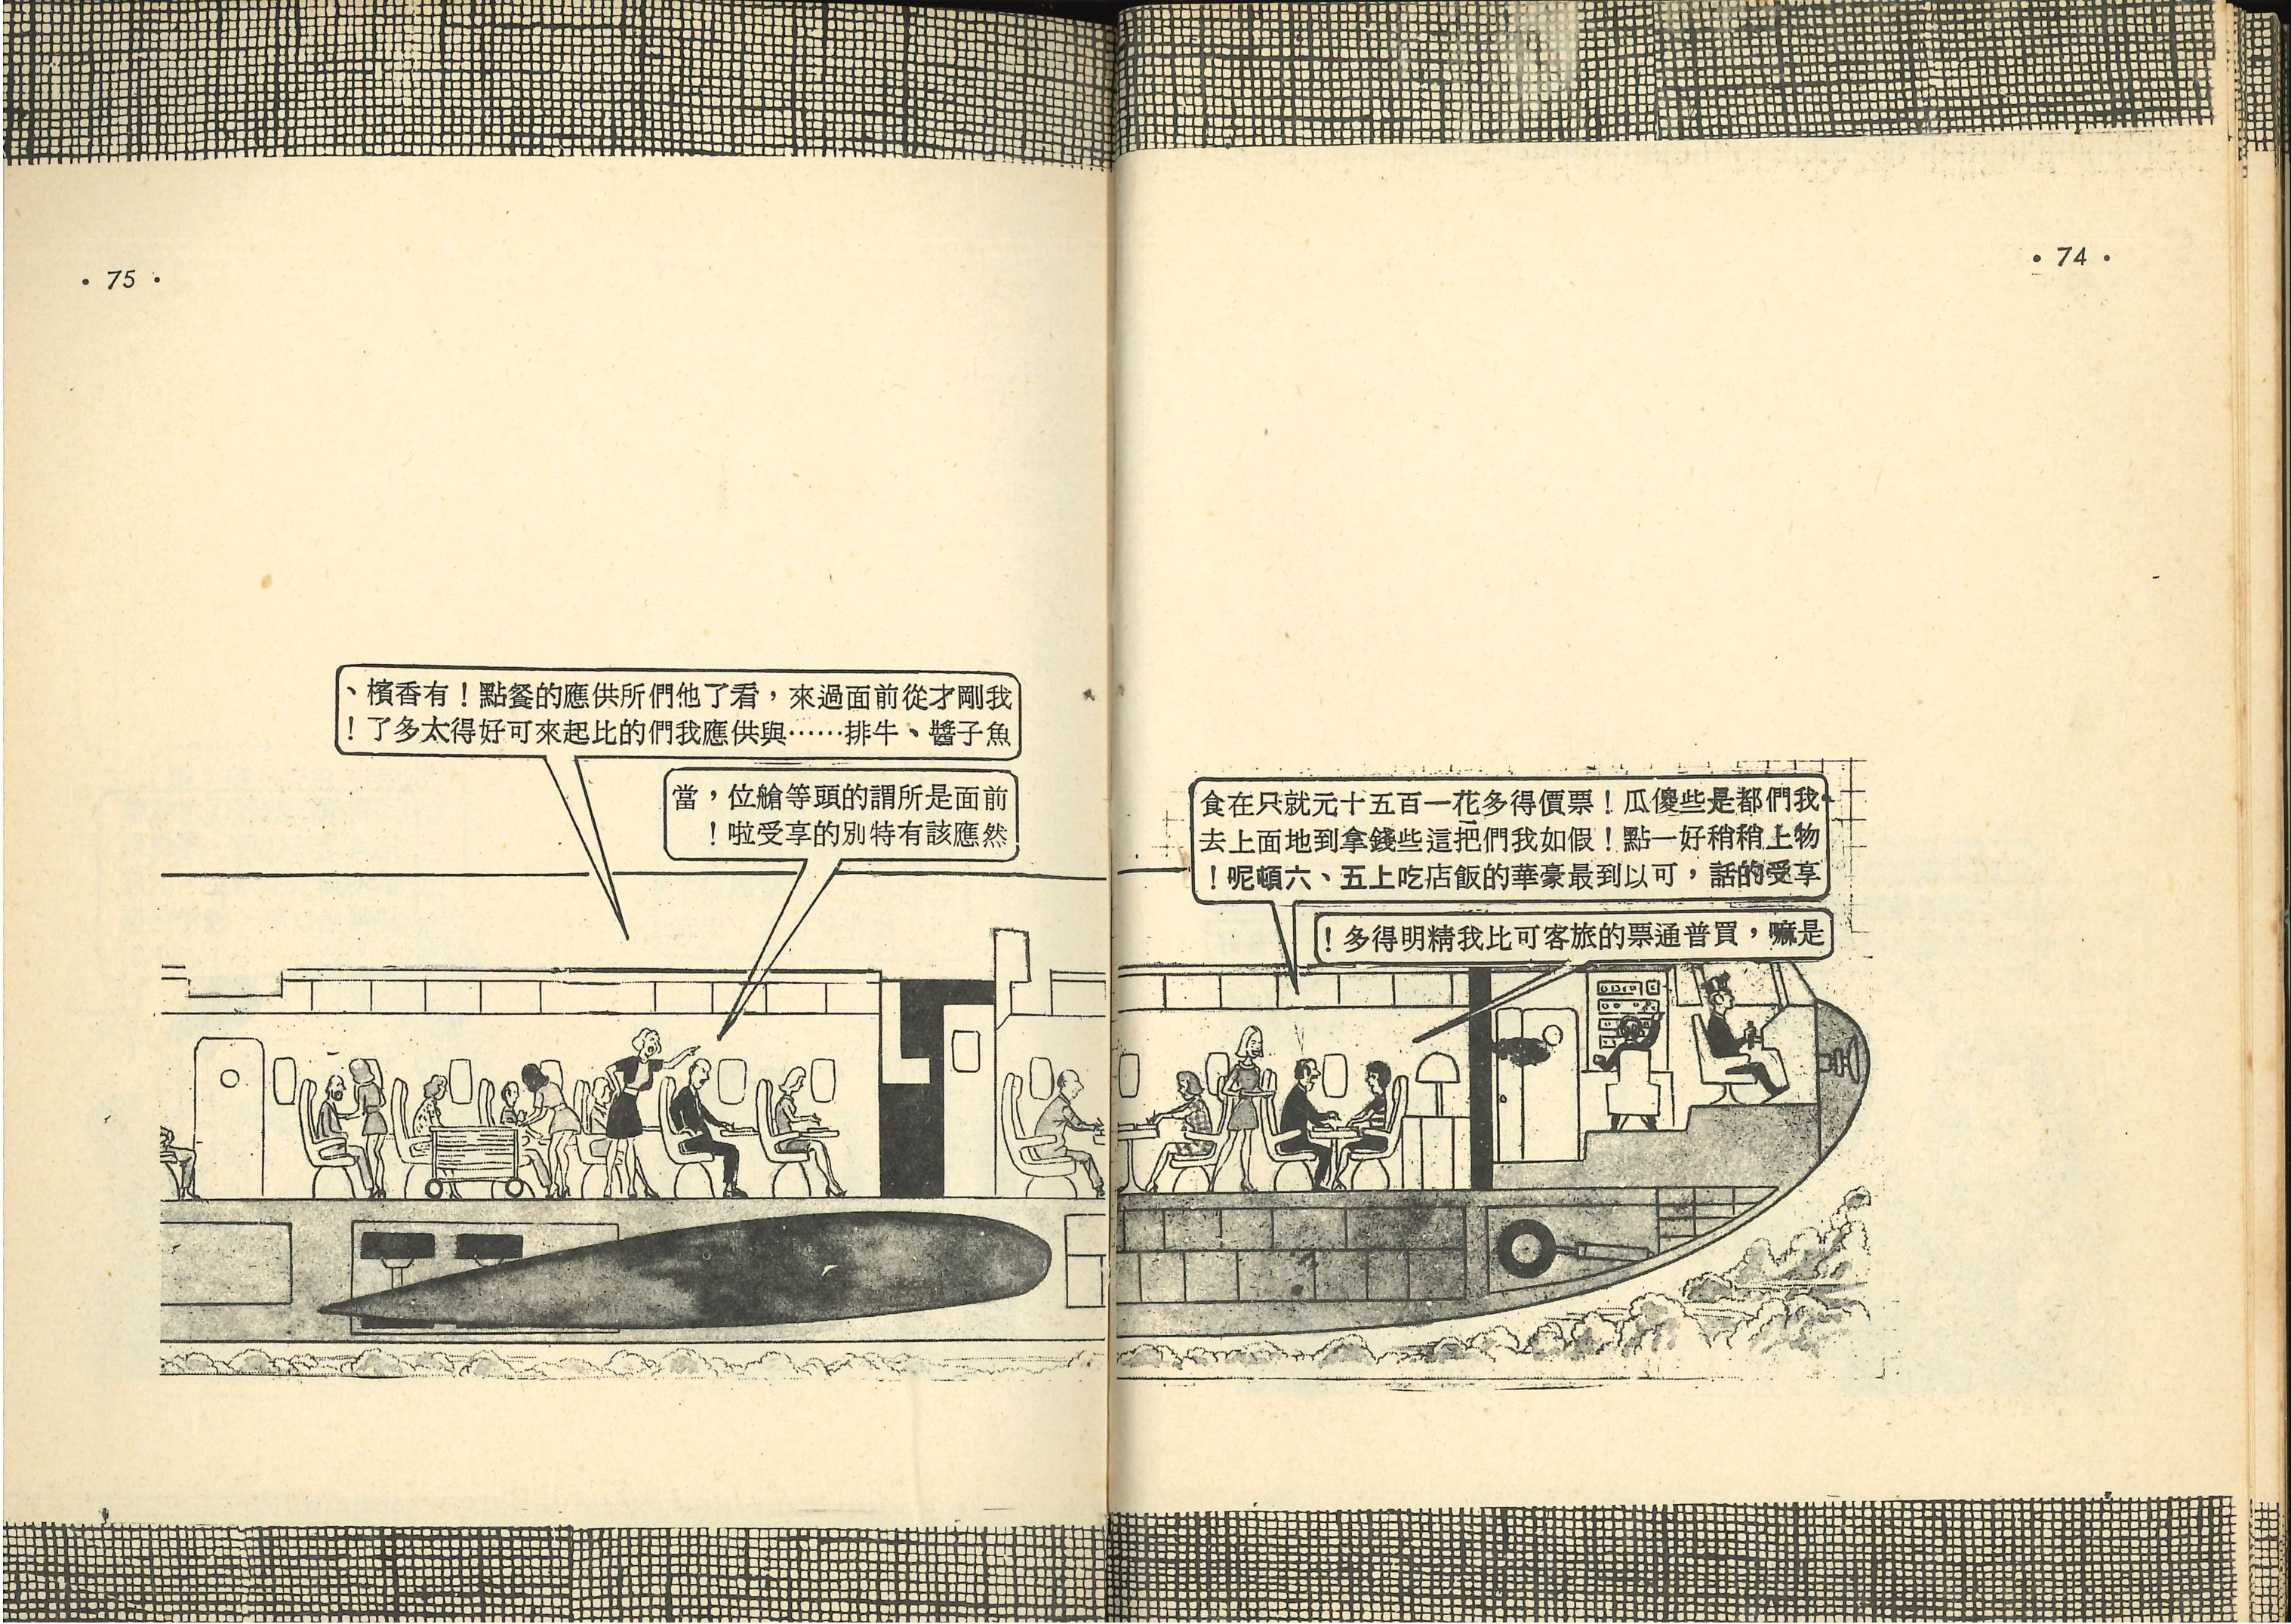 • 74 •
我們都是些傻瓜！票價得多花一百五十元就只在食
物上稍稍好一點！假如我們把這些錢拿到地面上去
享受的話，可以到最豪華的飯店吃上五、六頓呢！
是嘛，買普通票的旅客可比我精明得多！
• 75 •
我剛才從前面過來，看了他們所供應的餐點！有香檳、
魚子醬、牛排……與供應我們的比起來可好得太多了！
前面是所謂的頭等艙位，當
然應該有特別的享受啦！